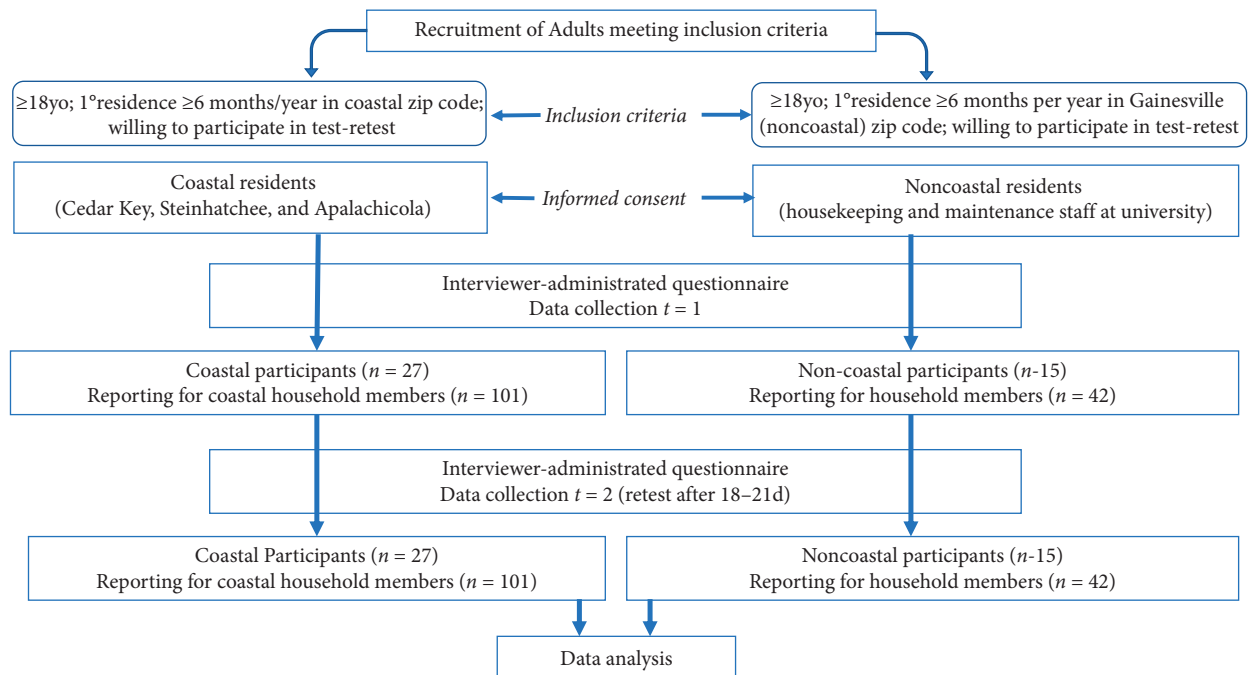 Recruitment of Adults meeting inclusion criteria
≥18yo; 1°residence ≥6 months/year in coastal zip code;
willing to participate in test-retest
Inclusion criteria
≥18yo; 1°residence ≥6 months per year in Gainesville
(noncoastal) zip code; willing to participate in test-retest
Coastal residents
(Cedar Key, Steinhatchee, and Apalachicola)
Informed consent
Noncoastal residents
(housekeeping and maintenance staff at university)
Interviewer-administrated questionnaire
Data collection t = 1
Coastal participants (n = 27)
Reporting for coastal household members (n = 101)
Non-coastal participants (n-15)
Reporting for household members (n = 42)
Interviewer-administrated questionnaire
Data collection t = 2 (retest after 18–21d)
Coastal Participants (n = 27)
Reporting for coastal household members (n = 101)
Noncoastal participants (n-15)
Reporting for household members (n = 42)
Data analysis